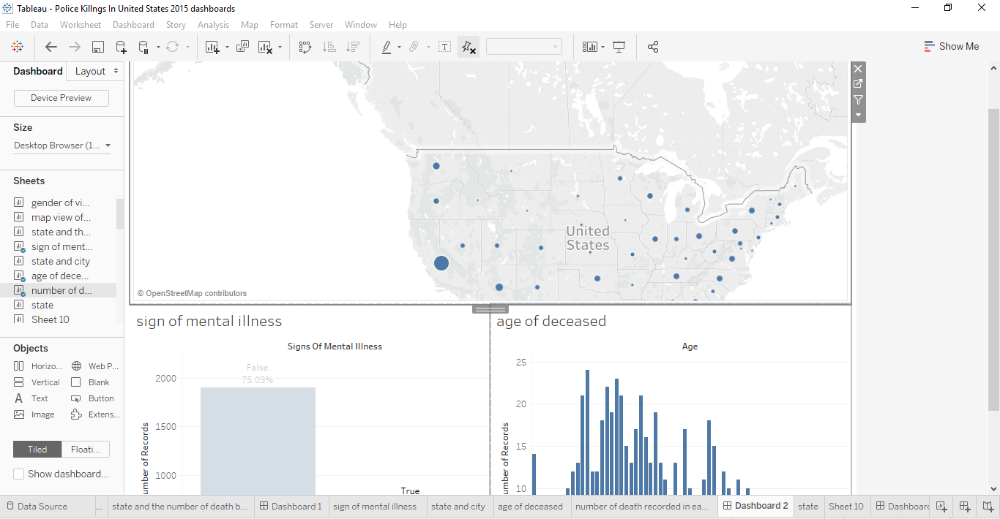 Tableau - Police Killngs In United States 2015 dashboards
File Data Worksheet Dashboard Story Analysis Map Format Server Window Help
Show Me
Dashboard Layout
Device Preview
Size
Desktop Browser (1...
Sheets
gender of vi...
map view of...
state and th...
sign of ment...
state and city
age of dece...
number of d...
state
Sheet 10
Objects
Horizo... Web P...
Vertical Blank
A Text Button
Image Extens...
Tiled Floati...
Show dashboard...
United
States
© OpenStreetMap contributors
sign of mental illness
Signs Of Mental Illness
False
75.03%
2000
1500
1000
umber of Records
True
age of deceased
Age
25
20
15
10
umber of Records
Data Source ... state and the number of death b... Dashboard 1 sign of mental illness state and city age of deceased number of death recorded in ea... Dashboard 2 state Sheet 10 Dashboard